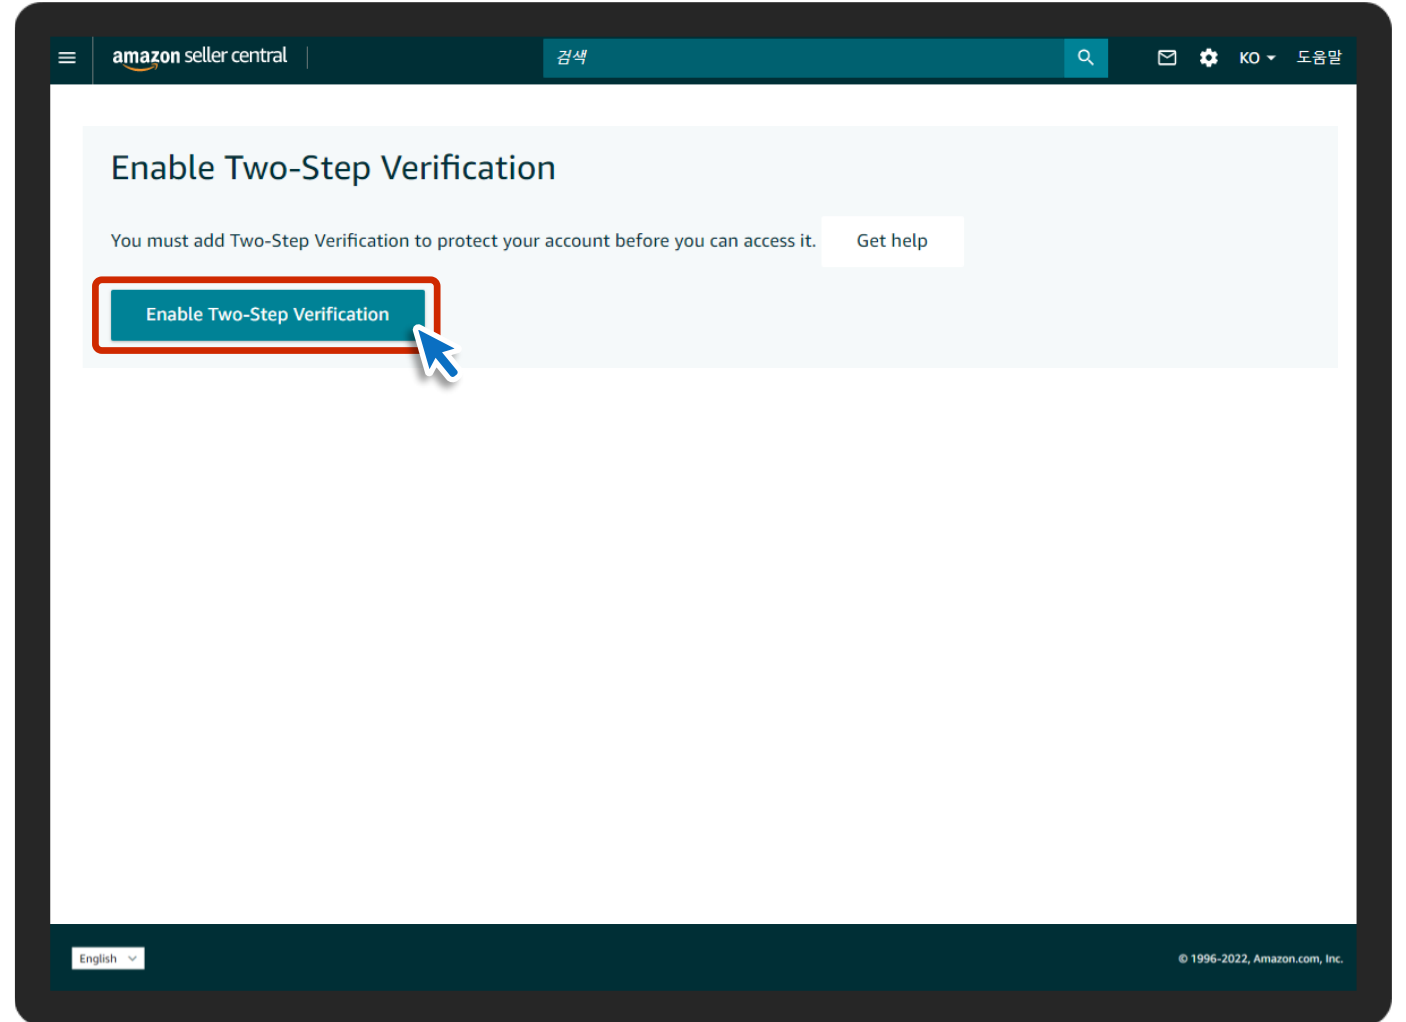 amazon seller central
검색
KO
도움말
Enable Two-Step Verification
You must add Two-Step Verification to protect your account before you can access it.
Get help
Enable Two-Step Verification
English
© 1996-2022, Amazon.com, Inc.